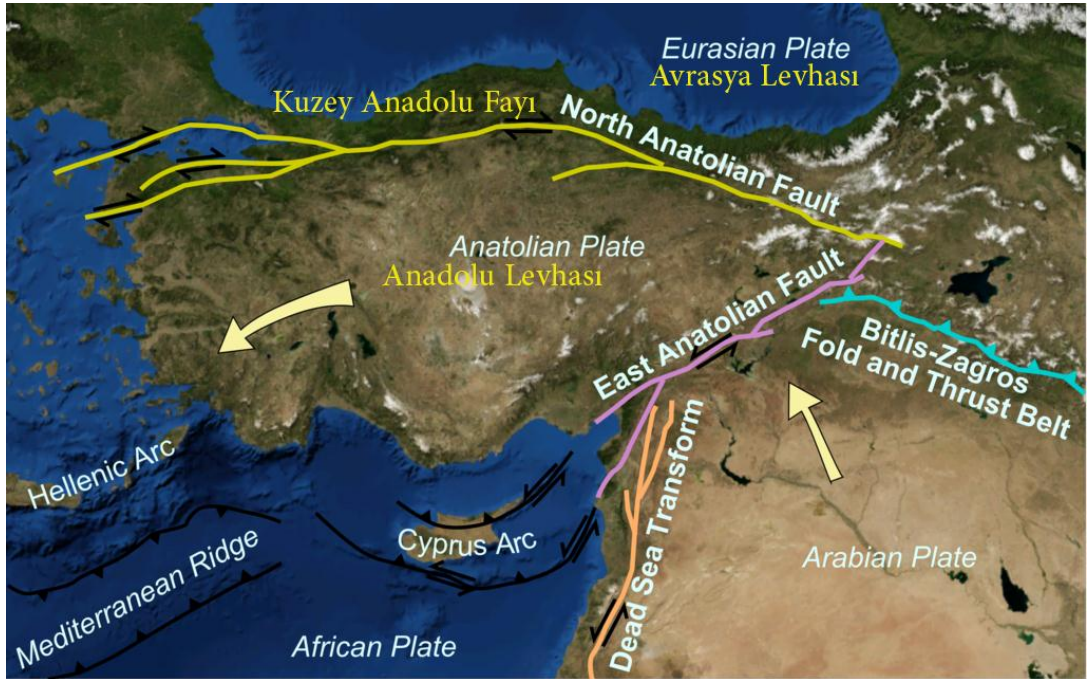 Eurasian Plate
Avrasya Levhası
Kuzey Anadolu Fayı
North Anatolian Fault
Anatolian Plate
Anadolu Levhası
East Anatolian Fault
Bitlis-Zagros
Fold and Thrust Belt
Hellenic Arc
Cyprus Arc
Dead Sea Transform
Arabian Plate
Mediterranean Ridge
African Plate